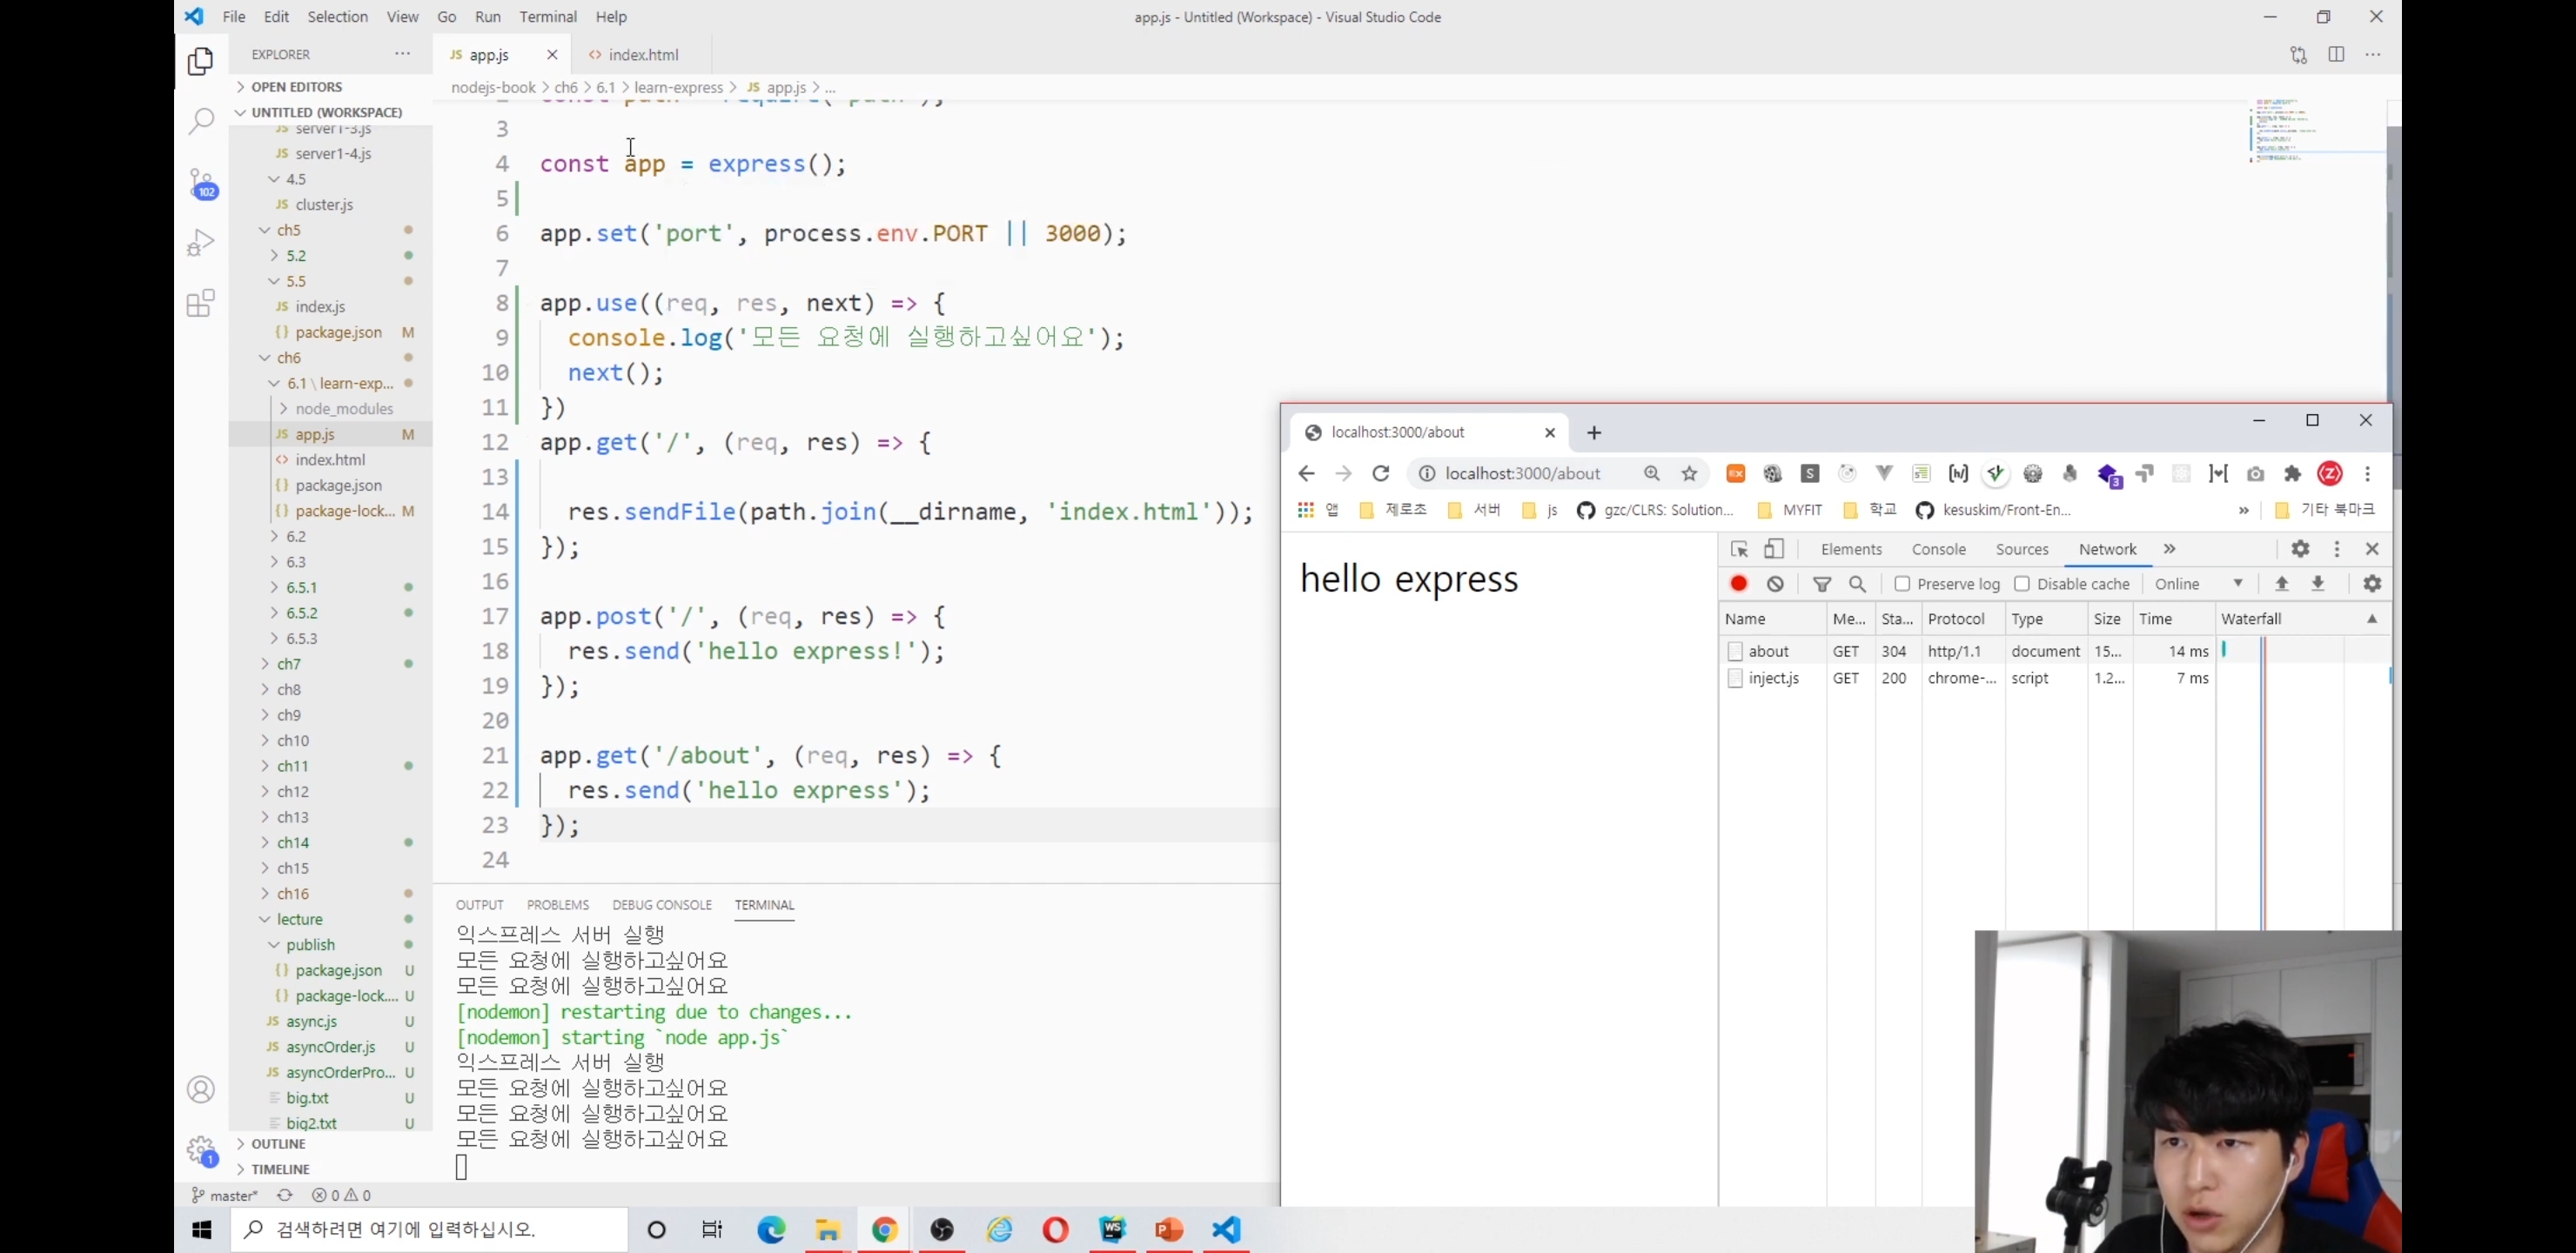 File Edit Selection View Go Run Terminal Help
app.js - Untitled (Workspace) - Visual Studio Code
EXPLORER
JS app.js
<> index.html
OPEN EDITORS
nodejs-book > ch6 > 6.1 > learn-express > JS app.js > ...
UNTITLED (WORKSPACE)
JS server1-3.js
JS server1-4.js
4.5
JS cluster.js
ch5
5.2
5.5
JS index.js
{} package.json M
ch6
6.1 \ learn-exp...
node_modules
JS app.js M
<> index.html
{} package.json
{} package-lock... M
6.2
6.3
6.5.1
6.5.2
6.5.3
ch7
ch8
ch9
ch10
ch11
ch12
ch13
ch14
ch15
ch16
lecture
publish
{} package.json U
{} package-lock.... U
JS async.js U
JS asyncOrder.js U
JS asyncOrderPro... U
big.txt U
big2.txt U
OUTLINE
TIMELINE
102
1
2 const path = require('path');
3
4 const app = express();
5
6 app.set('port', process.env.PORT || 3000);
7
8 app.use((req, res, next) => {
9 console.log('모든 요청에 실행하고싶어요');
10 next();
11 })
12 app.get('/', (req, res) => {
13
14 res.sendFile(path.join(__dirname, 'index.html'));
15 });
16
17 app.post('/', (req, res) => {
18 res.send('hello express!');
19 });
20
21 app.get('/about', (req, res) => {
22 res.send('hello express');
23 });
24
OUTPUT PROBLEMS DEBUG CONSOLE TERMINAL
익스프레스 서버 실행
모든 요청에 실행하고싶어요
모든 요청에 실행하고싶어요
[nodemon] restarting due to changes...
[nodemon] starting `node app.js`
익스프레스 서버 실행
모든 요청에 실행하고싶어요
모든 요청에 실행하고싶어요
모든 요청에 실행하고싶어요
localhost:3000/about
localhost:3000/about
앱 제로초 서버 js gzc/CLRS: Solution... MYFIT 학교 kesuskim/Front-En... » 기타 북마크
hello express
Elements Console Sources Network »
Preserve log Disable cache Online
Name Me... Sta... Protocol Type Size Time Waterfall
about GET 304 http/1.1 document 15... 14 ms
inject.js GET 200 chrome-... script 1.2... 7 ms
master* 0 0
검색하려면 여기에 입력하십시오.